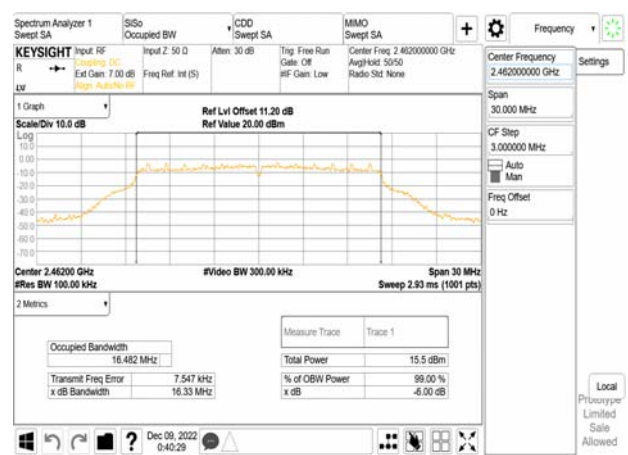 Spectrum Analyzer 1
Swept SA
SiSo
Occupied BW
CDD
Swept SA
MIMO
Swept SA
Frequency
KEYSIGHT
R
LXI
Input: RF
Coupling: DC
Ext Gain: 7.00 dB
Align: Auto/No RF
Input Z: 50 Ω
Freq Ref: Int (S)
Atten: 30 dB
Trig: Free Run
Gate: Off
#IF Gain: Low
Center Freq: 2.462000000 GHz
Avg|Hold: 50/50
Radio Std: None
Center Frequency
2.462000000 GHz
Settings
Span
30.000 MHz
CF Step
3.000000 MHz
Auto
Man
Freq Offset
0 Hz
1 Graph
Scale/Div 10.0 dB
Ref Lvl Offset 11.20 dB
Ref Value 20.00 dBm
Log
10.0
0.00
-10.0
-20.0
-30.0
-40.0
-50.0
-60.0
-70.0
Center 2.46200 GHz
#Res BW 100.00 kHz
#Video BW 300.00 kHz
Span 30 MHz
Sweep 2.93 ms (1001 pts)
2 Metrics
Measure Trace
Trace 1
Occupied Bandwidth
16.482 MHz
Total Power
15.5 dBm
Transmit Freq Error
7.547 kHz
% of OBW Power
99.00 %
x dB Bandwidth
16.33 MHz
x dB
-6.00 dB
Local
Prototype
Limited
Sale
Allowed
?
Dec 09, 2022
0:40:29